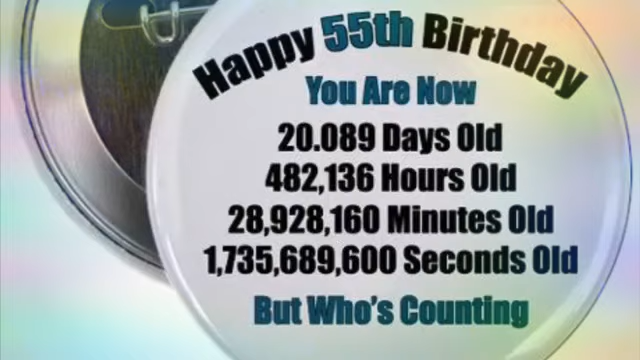 Happy 55th Birthday
You Are Now
20.089 Days Old
482,136 Hours Old
28,928,160 Minutes Old
1,735,689,600 Seconds Old
But Who's Counting